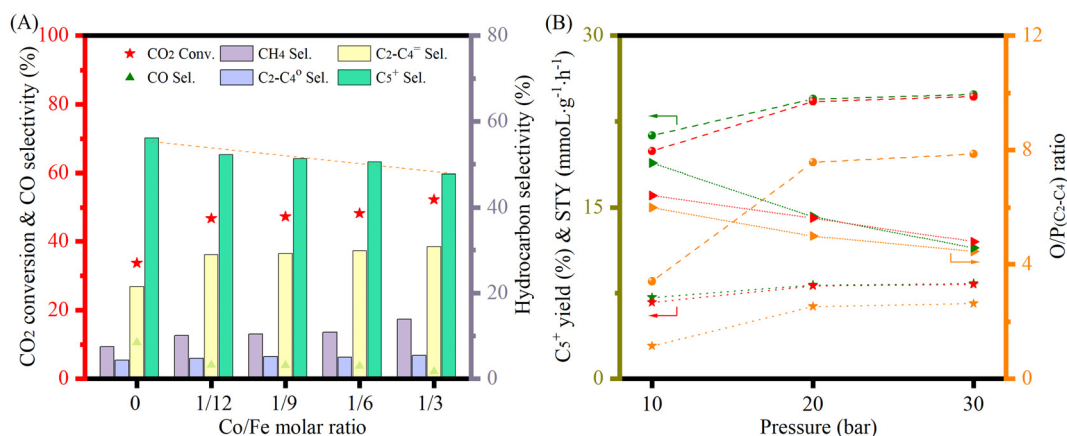 (A)
CO₂ conversion & CO selectivity (%)
100
80
60
40
20
0
CO₂ Conv.
CO Sel.
CH4 Sel.
C₂-C₄⁰ Sel.
C₂-C₄⁼ Sel.
C₅⁺ Sel.
80
60
40
20
0
Hydrocarbon selectivity (%)
0
1/12
1/9
1/6
1/3
Co/Fe molar ratio
(B)
C₅⁺ yield (%) & STY (mmoL·g⁻¹·h⁻¹)
30
15
0
12
8
4
0
O/P(C₂-C₄) ratio
10
20
30
Pressure (bar)